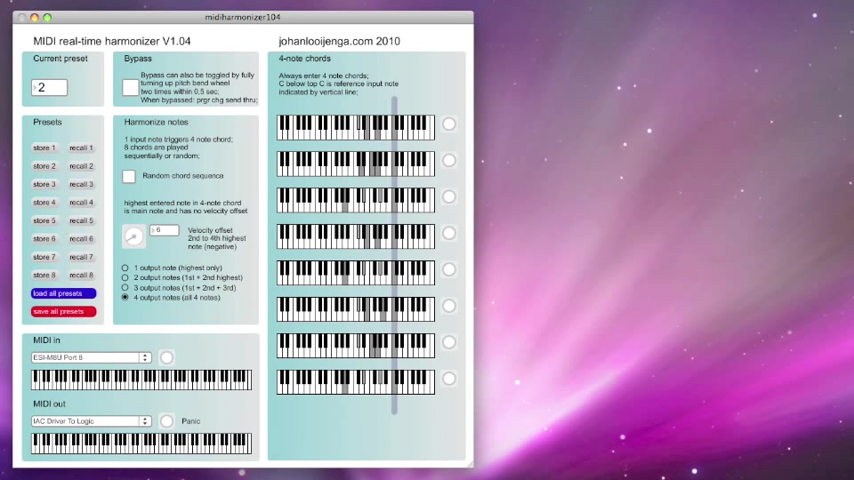 midiharmonizer104
MIDI real-time harmonizer V1.04
johanlooijenga.com 2010
Current preset
2
Bypass
Bypass can also be toggled by fully
turning up pitch bend wheel
two times within 0,5 sec;
When bypassed: prgr chg send thru;
4-note chords
Always enter 4 note chords;
C below top C is reference input note
indicated by vertical line;
Presets
store 1 recall 1
store 2 recall 2
store 3 recall 3
store 4 recall 4
store 5 recall 5
store 6 recall 6
store 7 recall 7
store 8 recall 8
load all presets
save all presets
Harmonize notes
1 input note triggers 4 note chord;
8 chords are played
sequentially or random;
Random chord sequence
highest entered note in 4-note chord
is main note and has no velocity offset
6
Velocity offset
2nd to 4th highest
note (negative)
1 output note (highest only)
2 output notes (1st + 2nd highest)
3 output notes (1st + 2nd + 3rd)
4 output notes (all 4 notes)
MIDI in
ESI-M8U Port 8
MIDI out
IAC Driver To Logic
Panic